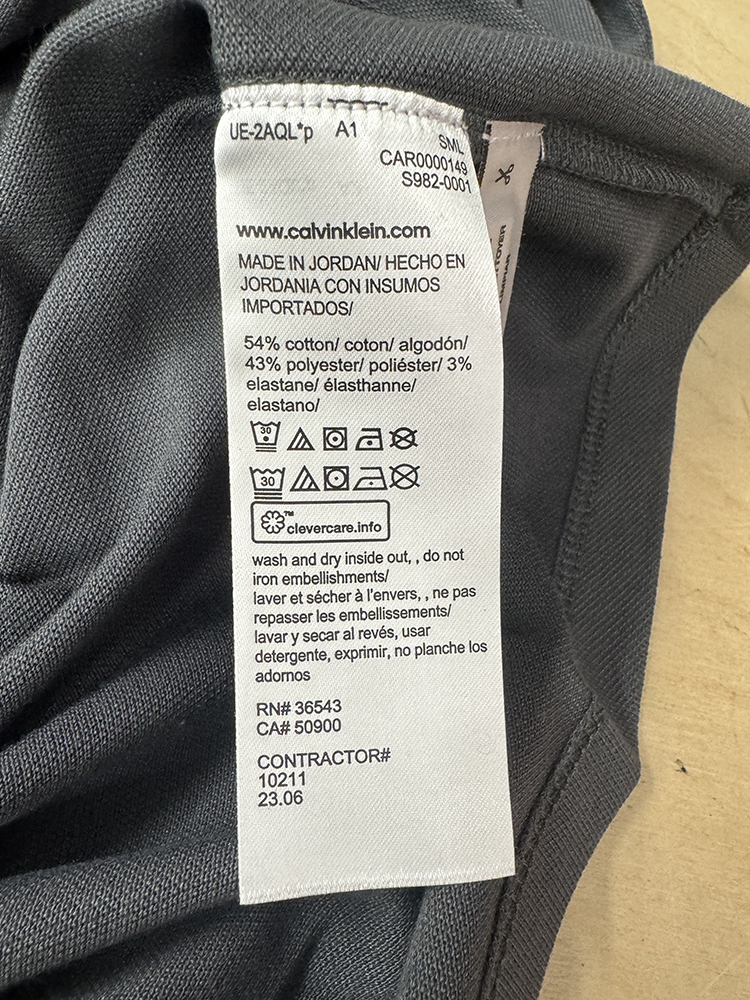 UE-2AQL*p A1
SML
CAR0000149
S982-0001
www.calvinklein.com
MADE IN JORDAN/ HECHO EN
JORDANIA CON INSUMOS
IMPORTADOS/
54% cotton/ coton/ algodón/
43% polyester/ poliéster/ 3%
elastane/ élasthanne/
elastano/
30
30
TM
clevercare.info
wash and dry inside out, , do not
iron embellishments/
laver et sécher à l'envers, , ne pas
repasser les embellissements/
lavar y secar al revés, usar
detergente, exprimir, no planche los
adornos
RN# 36543
CA# 50900
CONTRACTOR#
10211
23.06